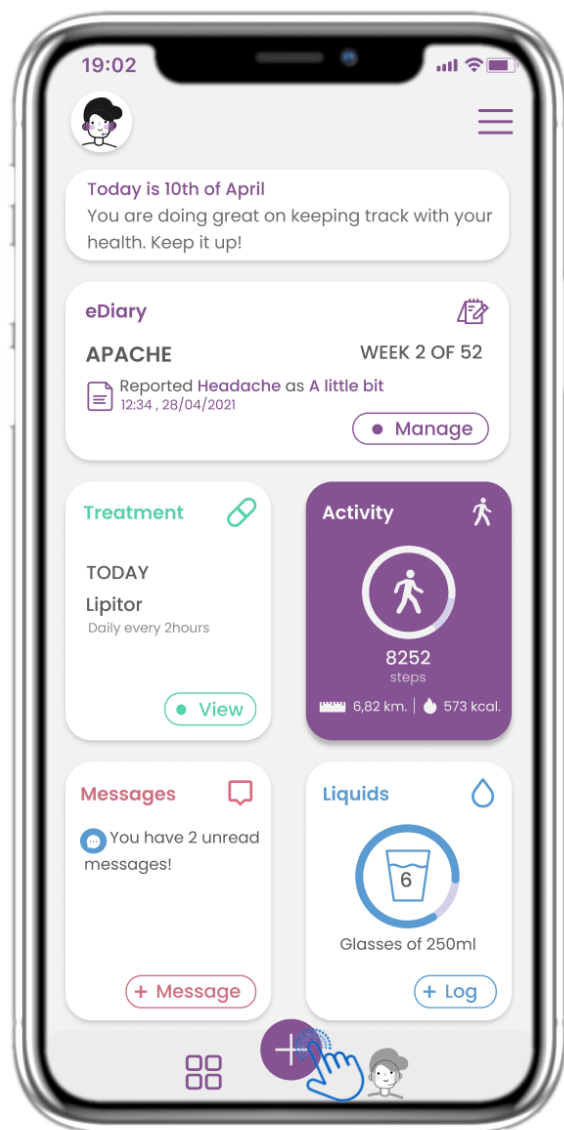 19:02
Today is 10th of April
You are doing great on keeping track with your
health. Keep it up!
eDiary
APACHE
WEEK 2 OF 52
Reported Headache as A little bit
12:34 , 28/04/2021
Manage
Treatment
TODAY
Lipitor
Daily every 2hours
View
Activity
8252
steps
6,82 km.
573 kcal.
Messages
You have 2 unread
messages!
+ Message
Liquids
6
Glasses of 250ml
+ Log